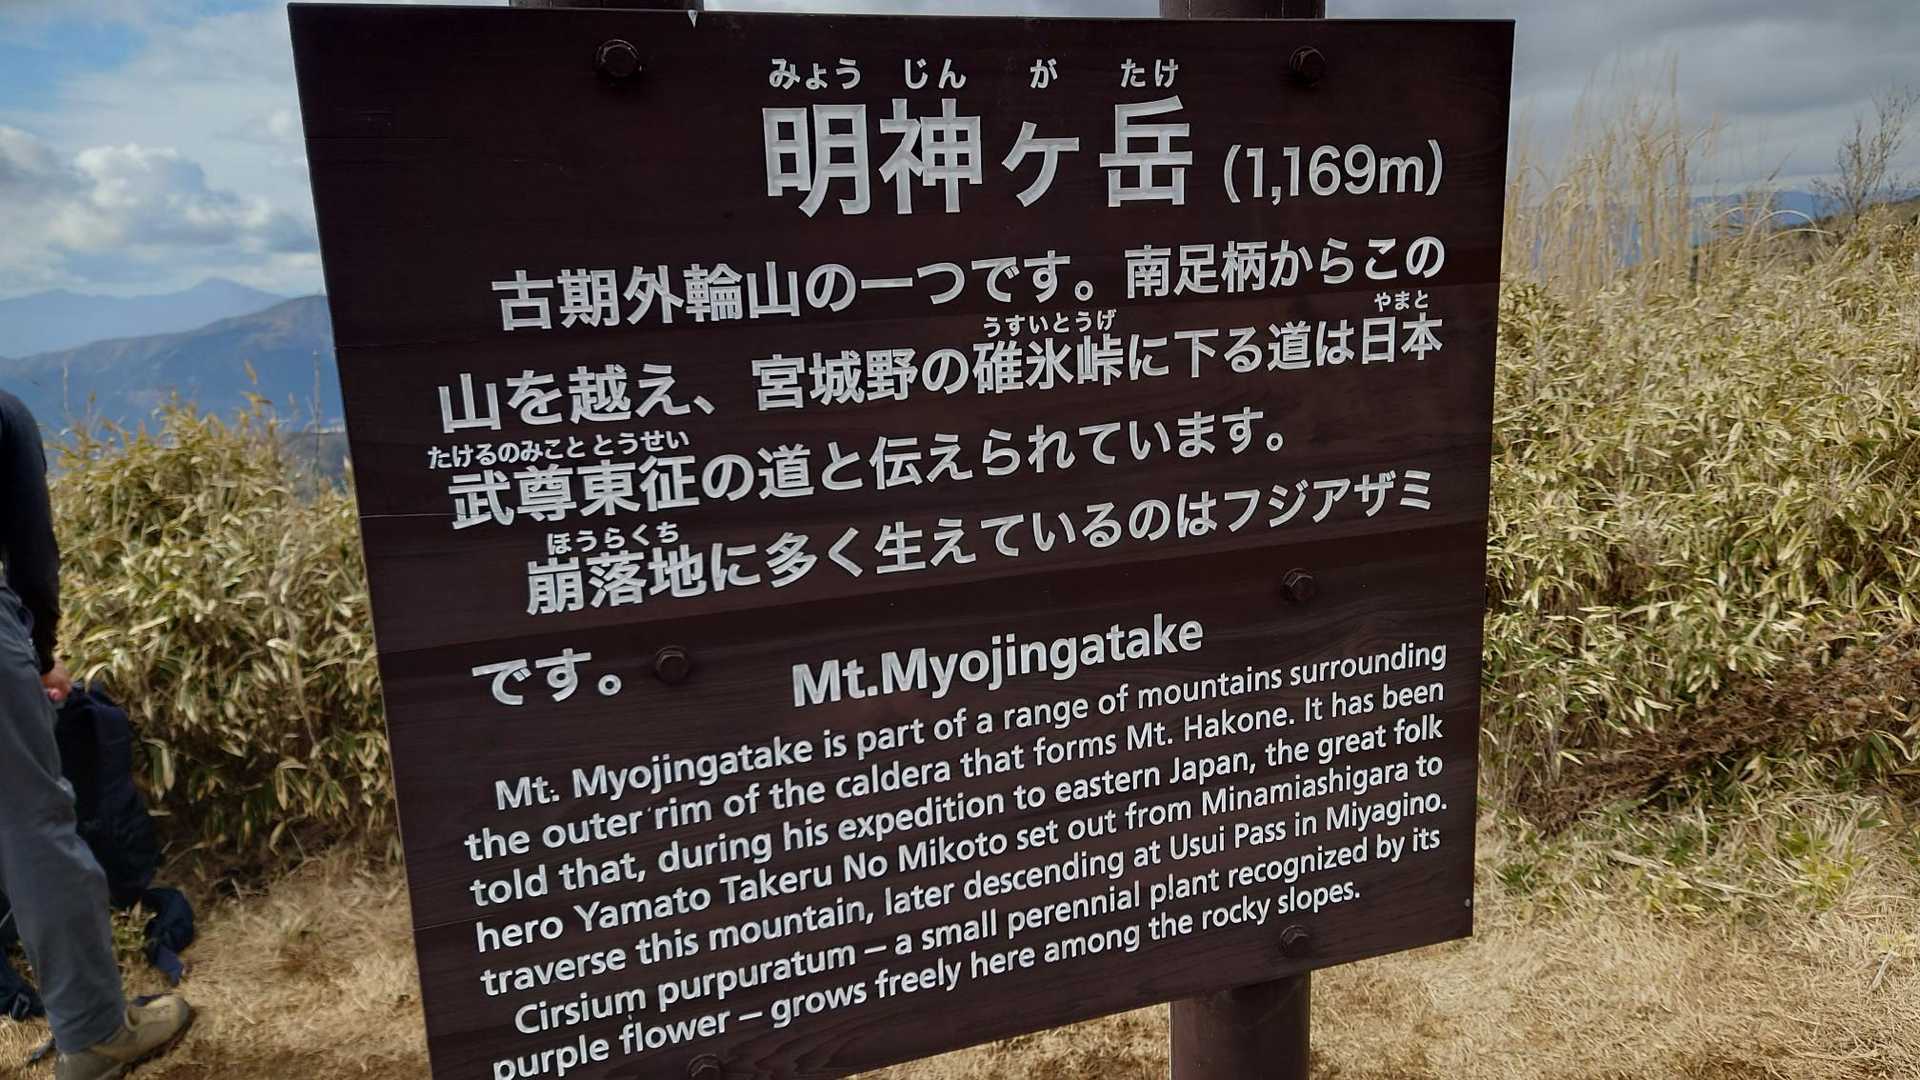 みょう じん が たけ
明神ヶ岳 (1,169m)
古期外輪山の一つです。南足柄からこの
うすいとうげ やまと
山を越え、宮城野の碓氷峠に下る道は日本
たけるのみこと とうせい
武尊東征の道と伝えられています。
ほうらくち
崩落地に多く生えているのはフジアザミ
です。
Mt.Myojingatake
Mt. Myojingatake is part of a range of mountains surrounding
the outer rim of the caldera that forms Mt. Hakone. It has been
told that, during his expedition to eastern Japan, the great folk
hero Yamato Takeru No Mikoto set out from Minamiashigara to
traverse this mountain, later descending at Usui Pass in Miyagino.
Cirsium purpuratum – a small perennial plant recognized by its
purple flower – grows freely here among the rocky slopes.